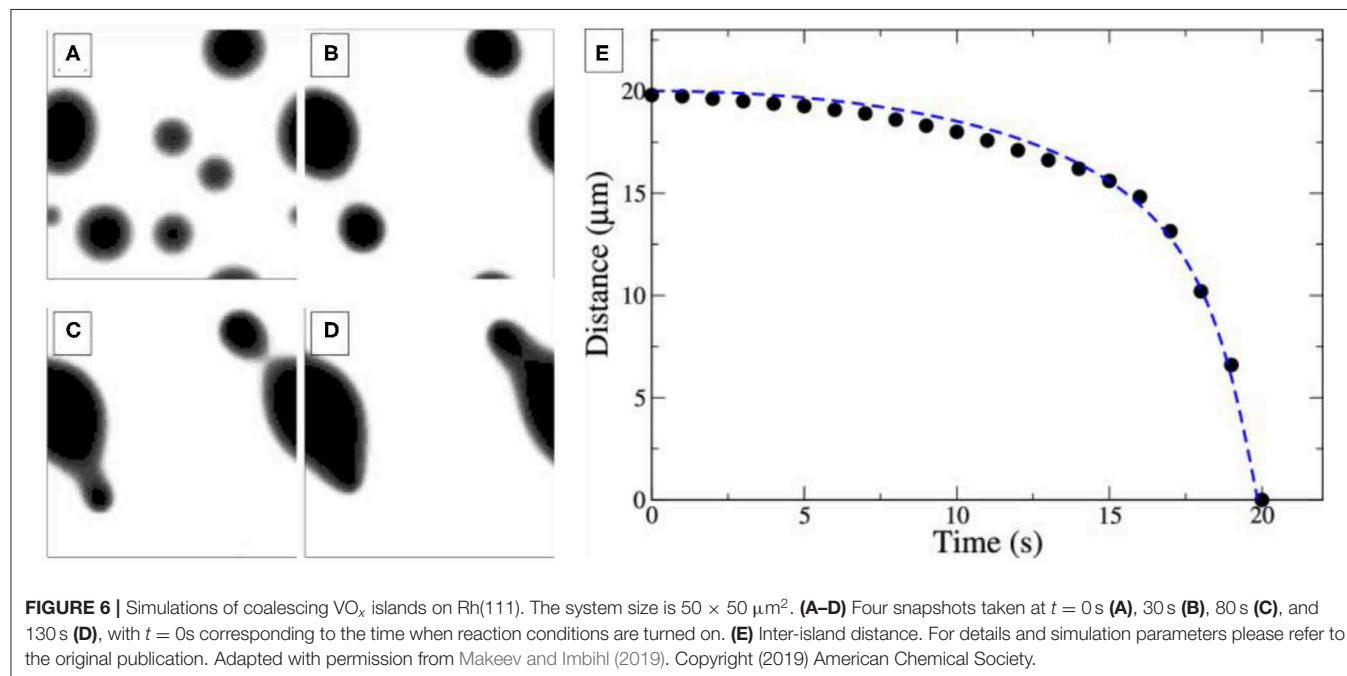 A
B
C
D
E
20
15
10
5
0
Distance (μm)
0 5 10 15 20
Time (s)
FIGURE 6 | Simulations of coalescing VOx islands on Rh(111). The system size is 50 × 50 μm². (A–D) Four snapshots taken at t = 0 s (A), 30 s (B), 80 s (C), and
130 s (D), with t = 0s corresponding to the time when reaction conditions are turned on. (E) Inter-island distance. For details and simulation parameters please refer to
the original publication. Adapted with permission from Makeev and Imbihl (2019). Copyright (2019) American Chemical Society.